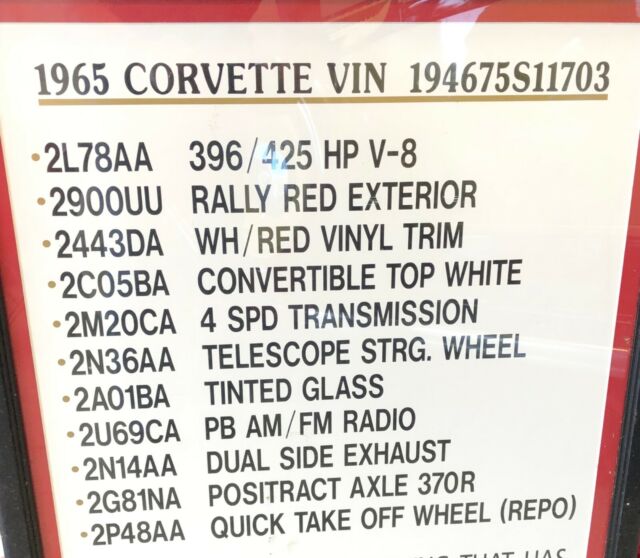 1965 CORVETTE VIN 194675S11703
•2L78AA 396/425 HP V-8
•2900UU RALLY RED EXTERIOR
•2443DA WH/RED VINYL TRIM
•2C05BA CONVERTIBLE TOP WHITE
•2M20CA 4 SPD TRANSMISSION
•2N36AA TELESCOPE STRG. WHEEL
•2A01BA TINTED GLASS
•2U69CA PB AM/FM RADIO
•2N14AA DUAL SIDE EXHAUST
•2G81NA POSITRACT AXLE 370R
•2P48AA QUICK TAKE OFF WHEEL (REPO)
THAT HAS